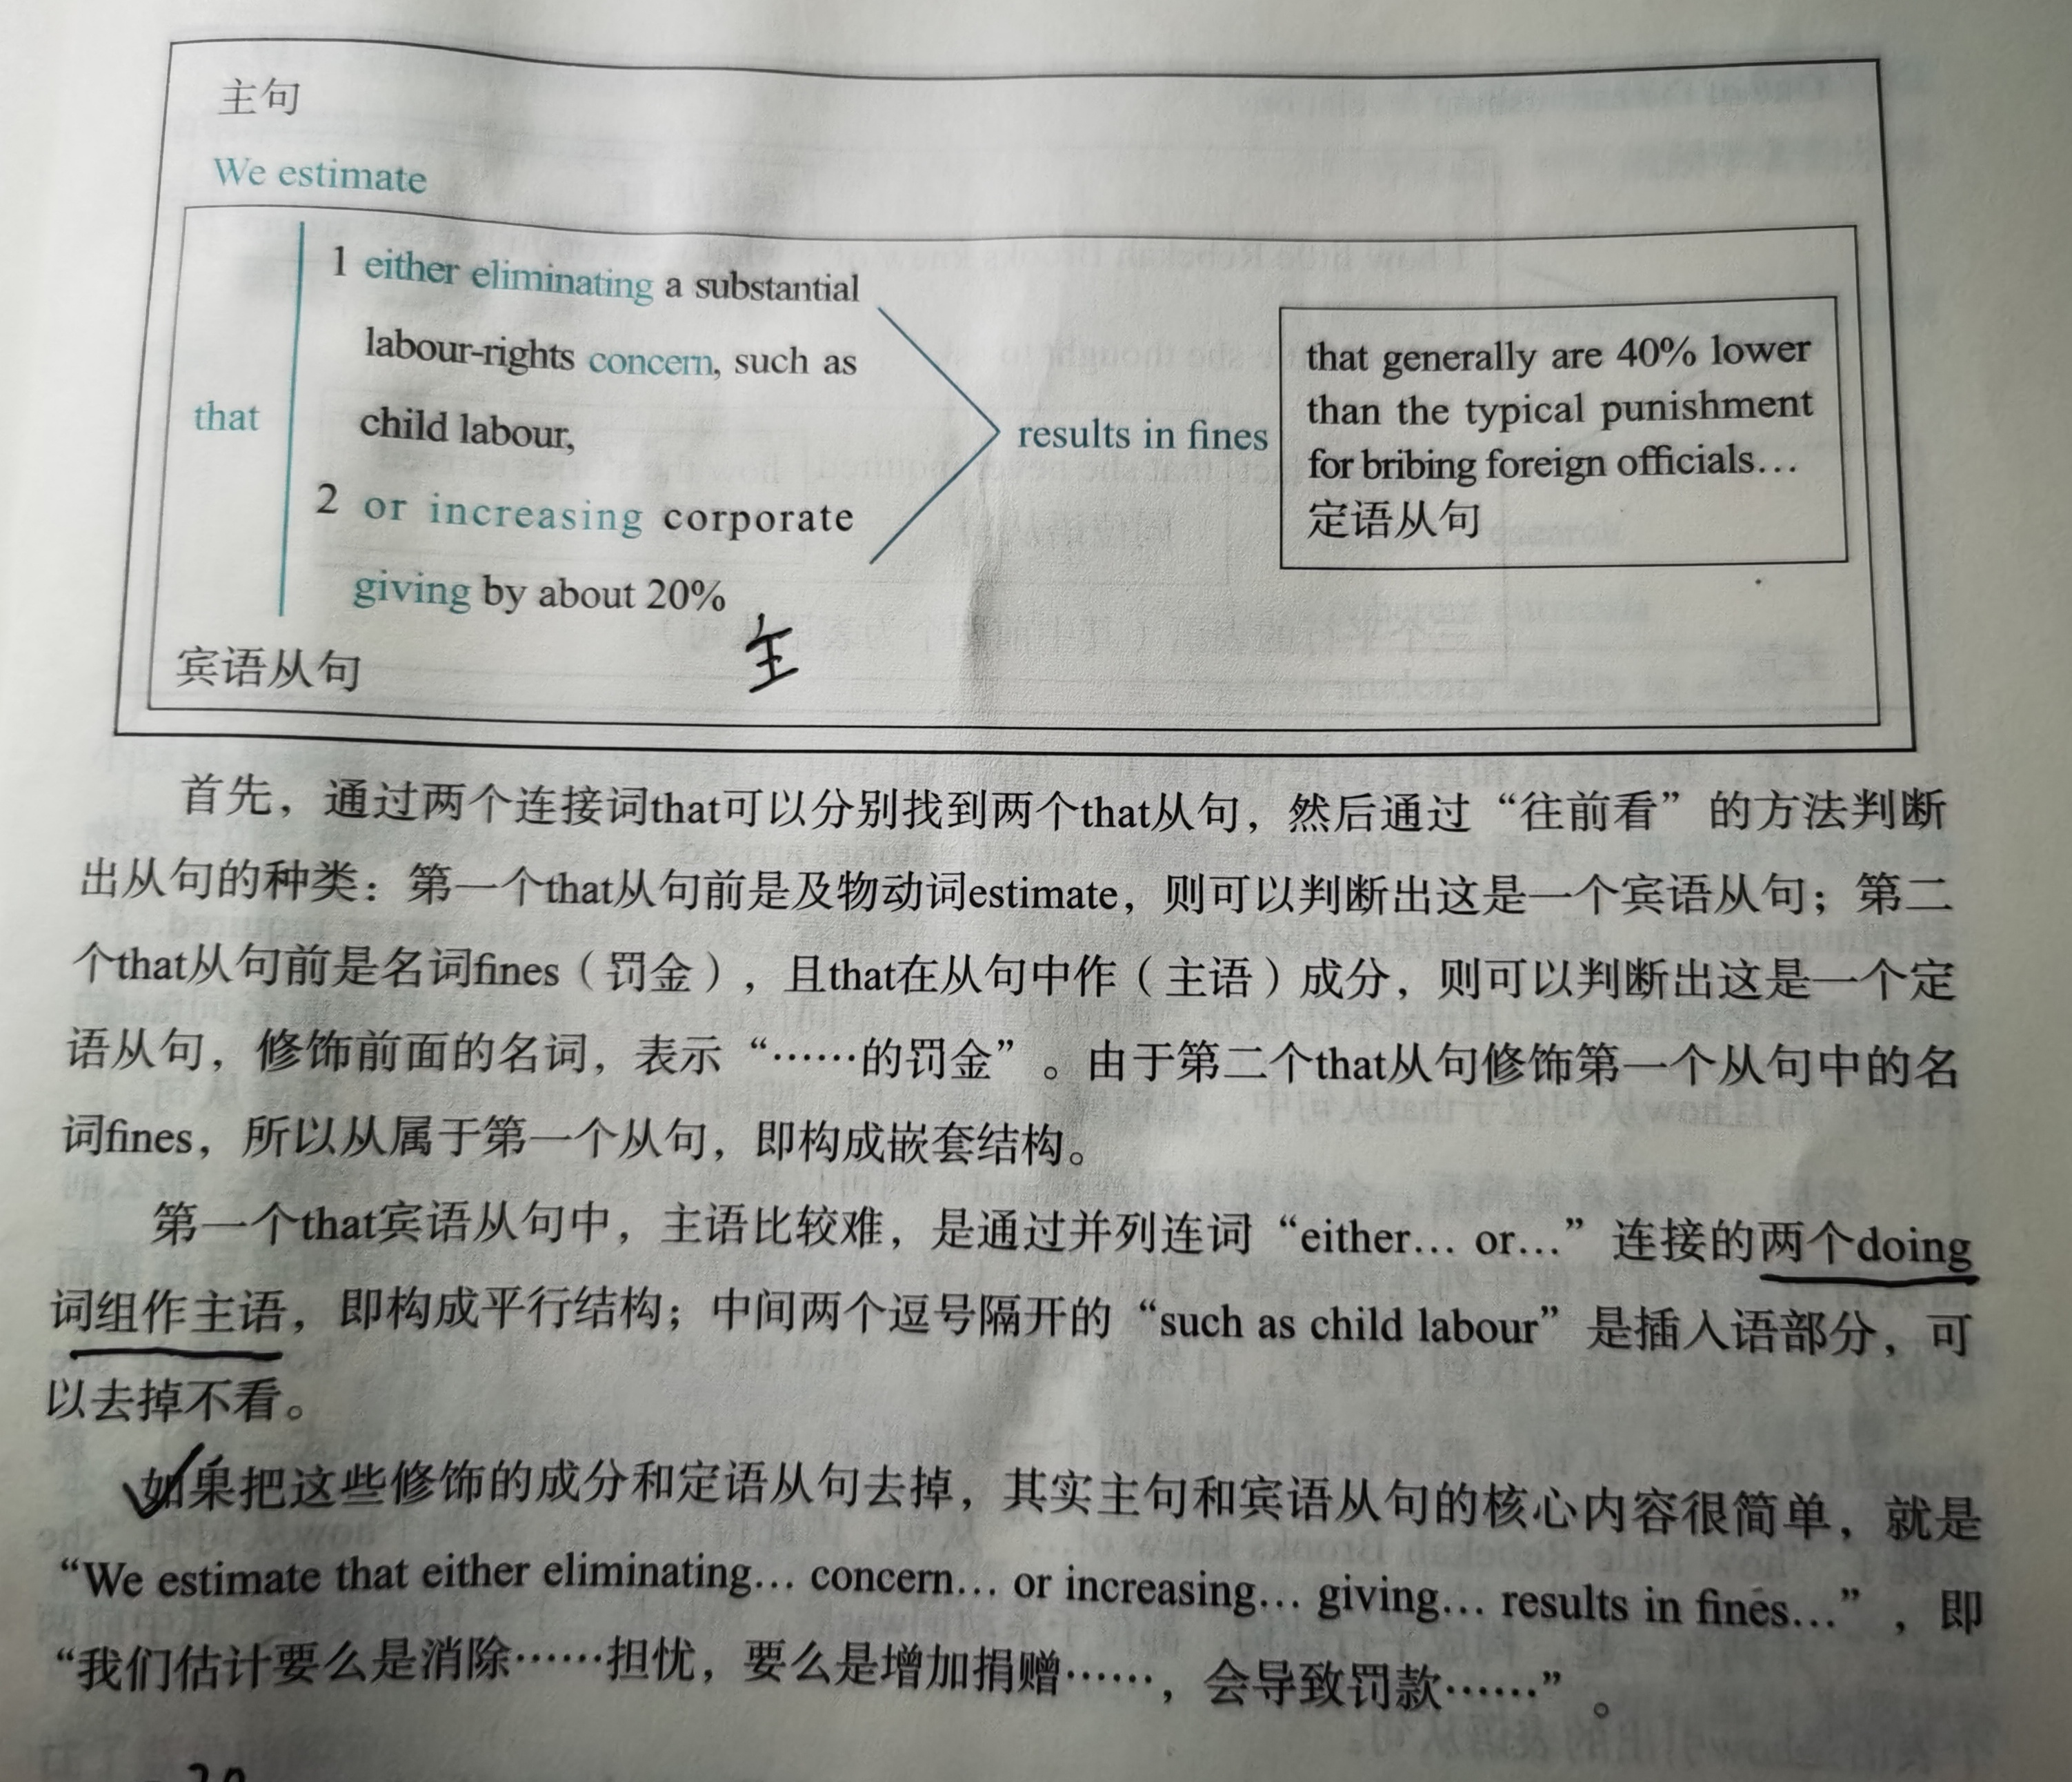 主句
We estimate
that
1 either eliminating a substantial
labour-rights concern, such as
child labour,
2 or increasing corporate
giving by about 20%
results in fines
that generally are 40% lower
than the typical punishment
for bribing foreign officials…
定语从句
宾语从句
主
首先，通过两个连接词that可以分别找到两个that从句，然后通过“往前看”的方法判断
出从句的种类：第一个that从句前是及物动词estimate，则可以判断出这是一个宾语从句；第二
个that从句前是名词fines（罚金），且that在从句中作（主语）成分，则可以判断出这是一个定
语从句，修饰前面的名词，表示“……的罚金”。由于第二个that从句修饰第一个从句中的名
词fines，所以从属于第一个从句，即构成嵌套结构。
第一个that宾语从句中，主语比较难，是通过并列连词“either… or…”连接的两个doing
词组作主语，即构成平行结构；中间两个逗号隔开的“such as child labour”是插入语部分，可
以去掉不看。
如果把这些修饰的成分和定语从句去掉，其实主句和宾语从句的核心内容很简单，就是
“We estimate that either eliminating… concern… or increasing… giving… results in fines…”，即
“我们估计要么是消除……担忧，要么是增加捐赠……，会导致罚款……”。